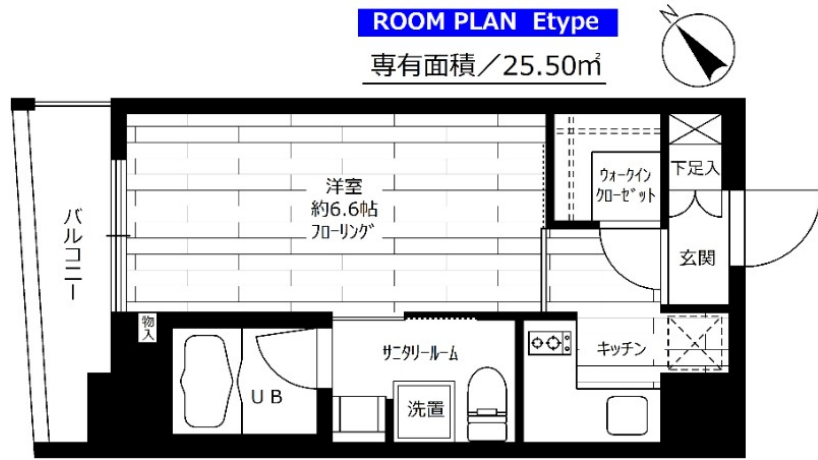 ROOM PLAN Etype
N
専有面積／25.50㎡
洋室
約6.6帖
フローリング
ウォークイン
クローゼット
下足入
玄関
バルコニー
物入
UB
サニタリールーム
洗置
キッチン